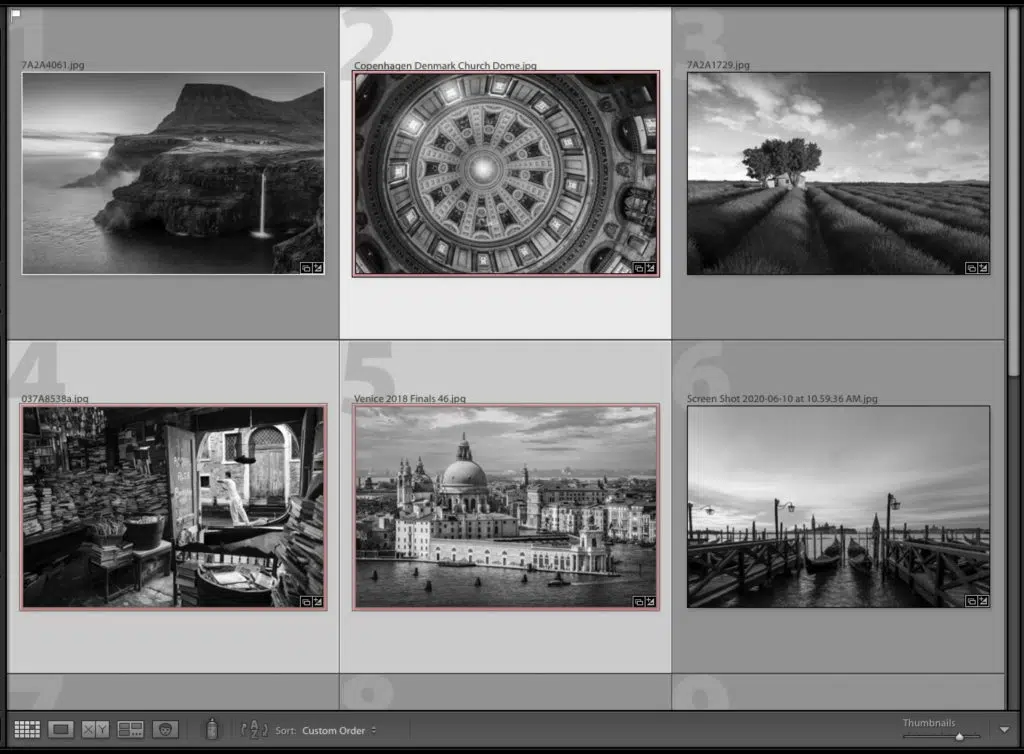 1
2
3
7A2A4061.jpg
Copenhagen Denmark Church Dome.jpg
7A2A1729.jpg
4
5
6
037A8538a.jpg
Venice 2018 Finals 46.jpg
Screen Shot 2020-06-10 at 10.59.36 AM.jpg
7
8
9
X Y
A Z
Sort: Custom Order
Thumbnails